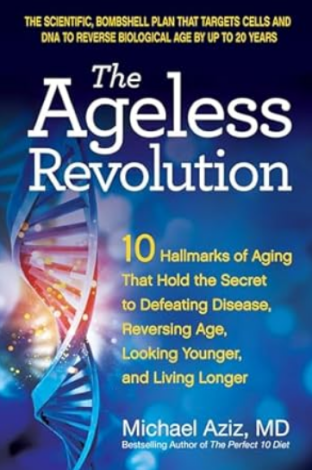 THE SCIENTIFIC, BOMBSHELL PLAN THAT TARGETS CELLS AND
DNA TO REVERSE BIOLOGICAL AGE BY UP TO 20 YEARS
The
Ageless
Revolution
10 Hallmarks of Aging
That Hold the Secret
to Defeating Disease,
Reversing Age,
Looking Younger,
and Living Longer
Michael Aziz, MD
Bestselling Author of The Perfect 10 Diet